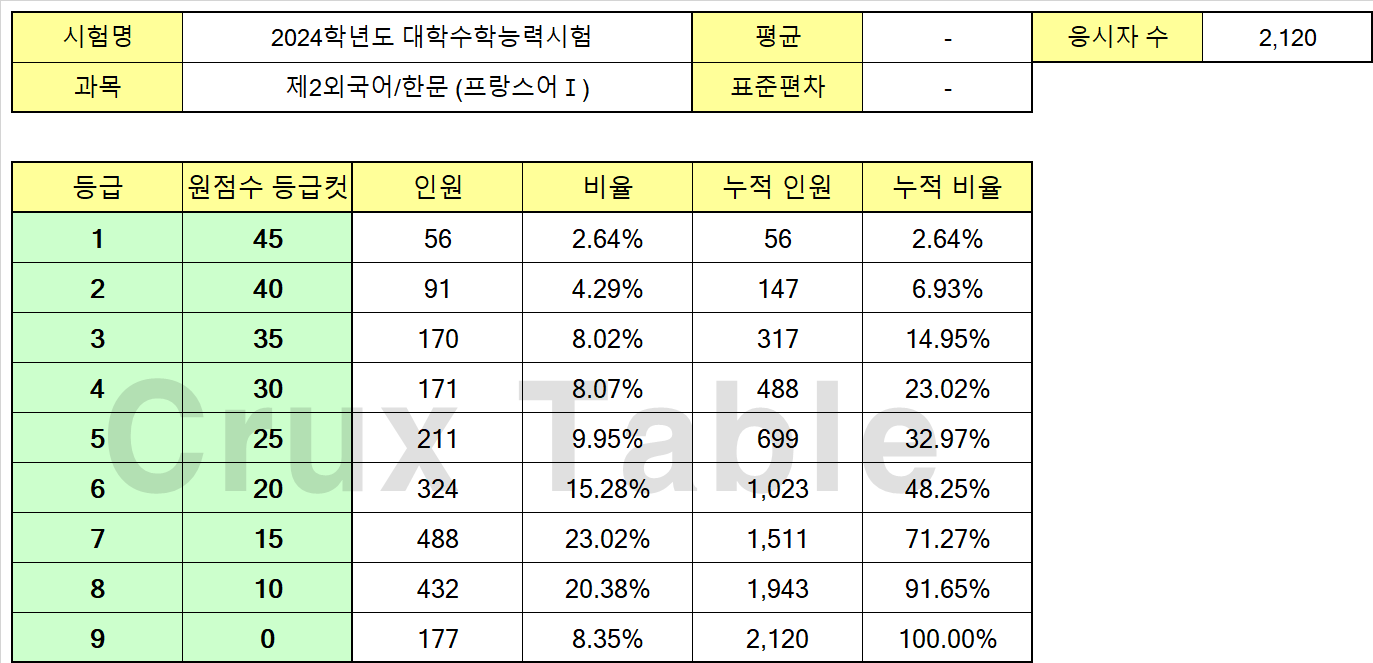 시험명 2024학년도 대학수학능력시험 평균 - 응시자 수 2,120
과목 제2외국어/한문 (프랑스어Ⅰ) 표준편차 -
등급 원점수 등급컷 인원 비율 누적 인원 누적 비율
1 45 56 2.64% 56 2.64%
2 40 91 4.29% 147 6.93%
3 35 170 8.02% 317 14.95%
4 30 171 8.07% 488 23.02%
5 25 211 9.95% 699 32.97%
6 20 324 15.28% 1,023 48.25%
7 15 488 23.02% 1,511 71.27%
8 10 432 20.38% 1,943 91.65%
9 0 177 8.35% 2,120 100.00%
Crux Table